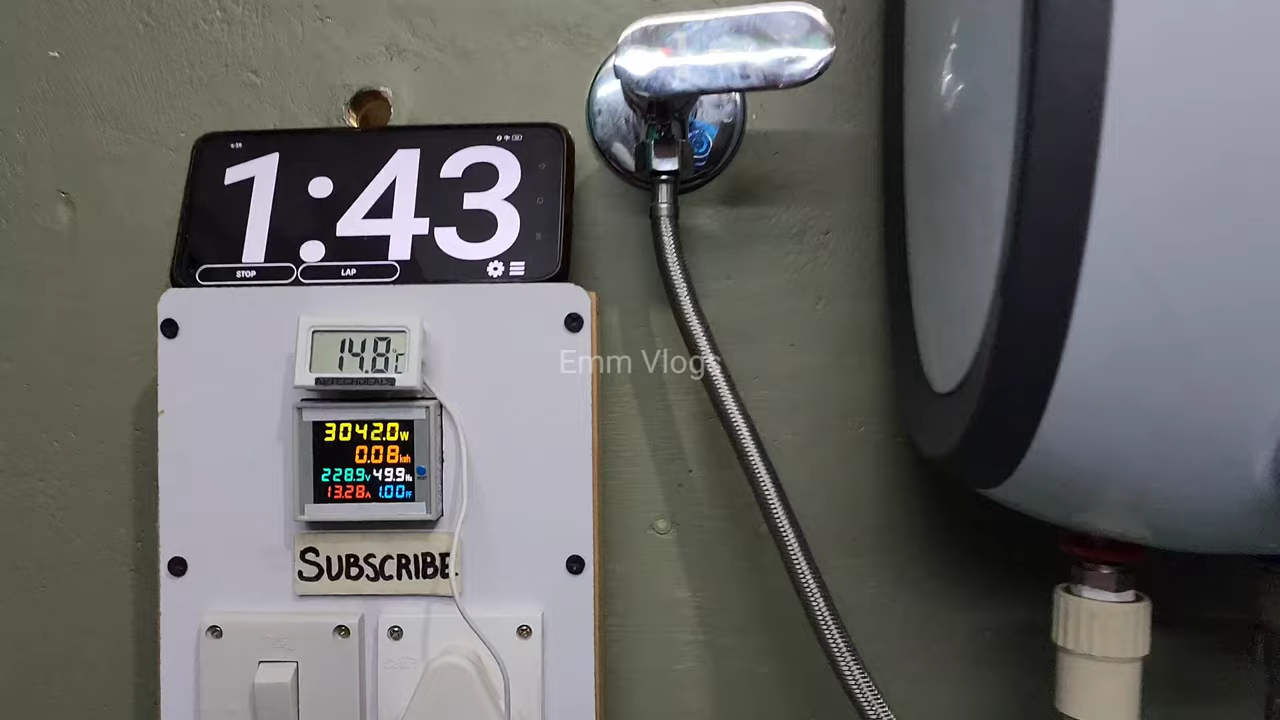 1:43
STOP
LAP
14.8°C
Emm Vlogs
3042.0W
0.08kwh
228.9V 49.9Hz
13.28A 1.00PF
SUBSCRIBE